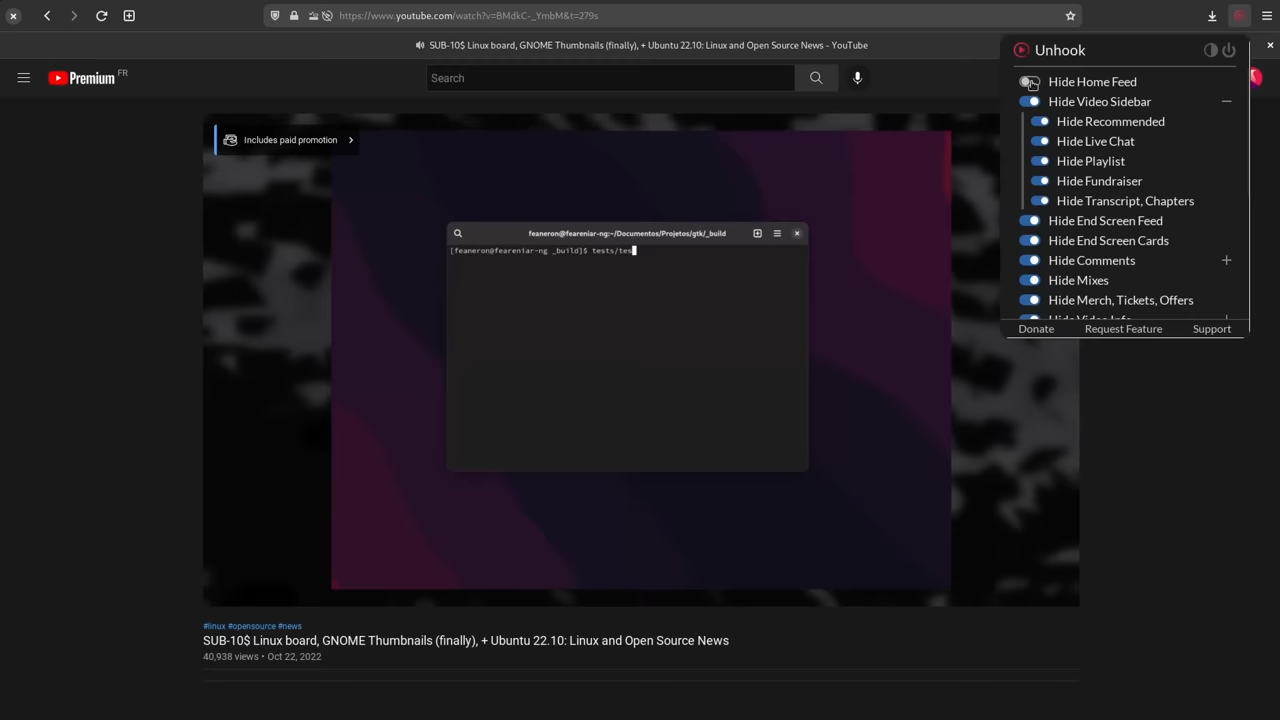 https://www.youtube.com/watch?v=BMdkC-_YmbM&t=279s
SUB-10$ Linux board, GNOME Thumbnails (finally), + Ubuntu 22.10: Linux and Open Source News - YouTube
Premium FR
Search
Includes paid promotion
feaneron@feareniar-ng:~/Documentos/Projetos/gtk/_build
[feaneron@feareniar-ng _build]$ tests/tes
Unhook
Hide Home Feed
Hide Video Sidebar
Hide Recommended
Hide Live Chat
Hide Playlist
Hide Fundraiser
Hide Transcript, Chapters
Hide End Screen Feed
Hide End Screen Cards
Hide Comments
Hide Mixes
Hide Merch, Tickets, Offers
Hide Video Info
Donate Request Feature Support
#linux #opensource #news
SUB-10$ Linux board, GNOME Thumbnails (finally), + Ubuntu 22.10: Linux and Open Source News
40,938 views • Oct 22, 2022